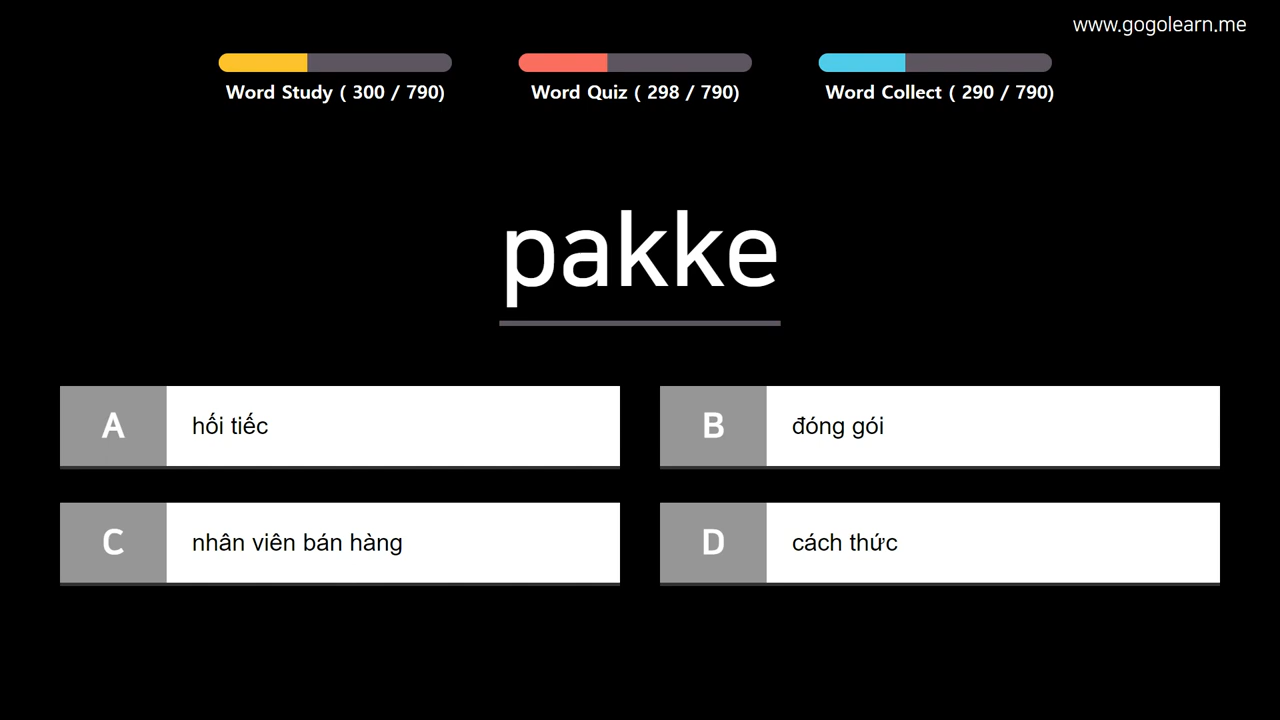 www.gogolearn.me
Word Study ( 300 / 790)
Word Quiz ( 298 / 790)
Word Collect ( 290 / 790)
pakke
A hối tiếc
B đóng gói
C nhân viên bán hàng
D cách thức